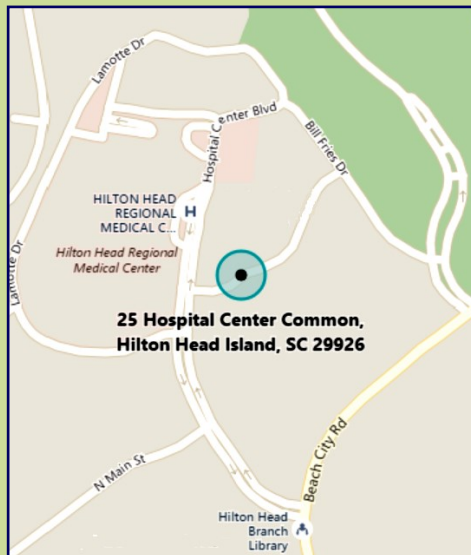 Lamotte Dr
Hospital Center Blvd
Bill Fries Dr
HILTON HEAD
REGIONAL
MEDICAL C...
H
Hilton Head Regional
Medical Center
Lamotte Dr
25 Hospital Center Common,
Hilton Head Island, SC 29926
N Main St
Beach City Rd
Hilton Head
Branch
Library